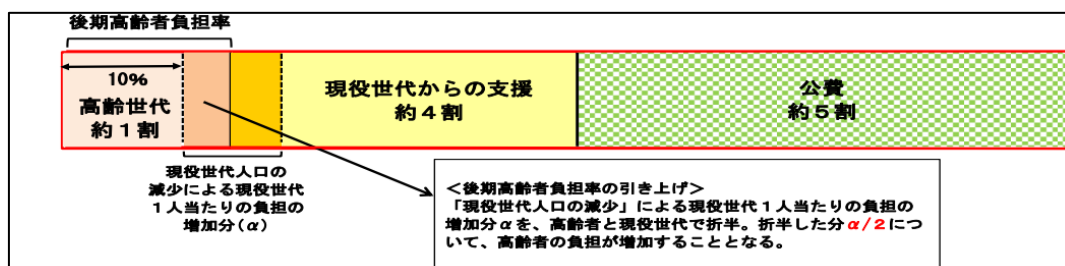 後期高齢者負担率
10%
高齢世代
約1割
現役世代からの支援
約4割
公費
約5割
現役世代人口の
減少による現役世代
1人当たりの負担の
増加分(α)
<後期高齢者負担率の引き上げ>
「現役世代人口の減少」による現役世代1人当たりの負担の
増加分αを、高齢者と現役世代で折半。折半した分α/2につ
いて、高齢者の負担が増加することとなる。